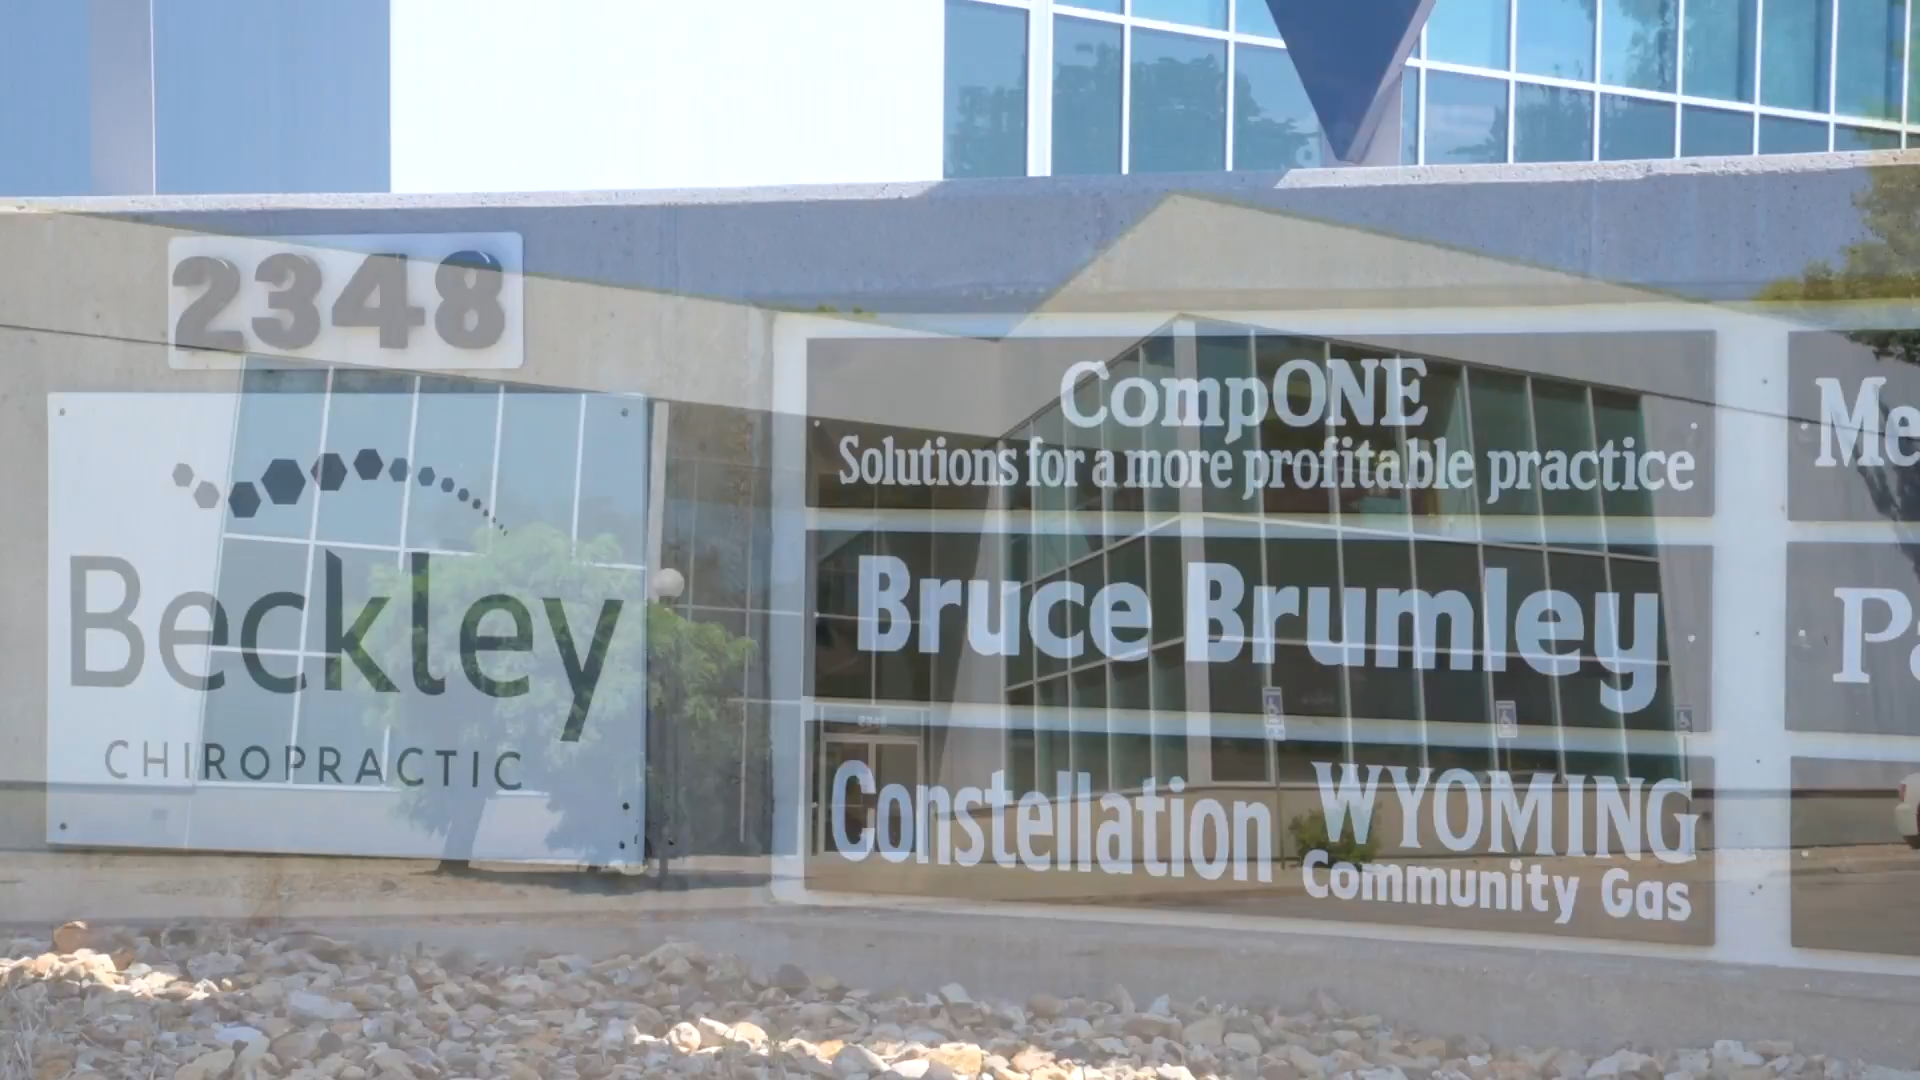 2348
Beckley
CHIROPRACTIC
CompONE
Solutions for a more profitable practice
Bruce Brumley
Constellation
WYOMING
Community Gas